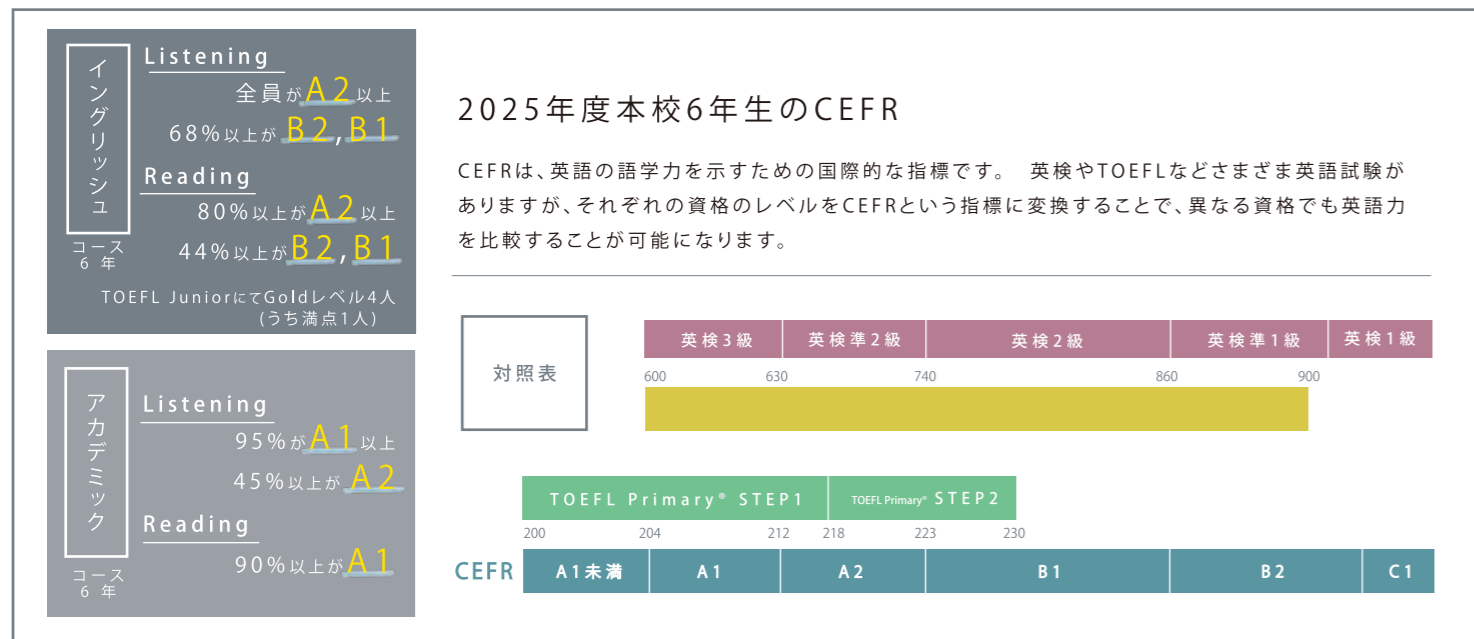 イングリッシュ
コース
6 年
Listening
全員がA2以上
68%以上がB2,B1
Reading
80%以上がA2以上
44%以上がB2,B1
TOEFL JuniorにてGoldレベル4人
(うち満点1人)
アカデミック
コース
6 年
Listening
95%がA1以上
45%以上がA2
Reading
90%以上がA1
2025年度本校6年生のCEFR
CEFRは、英語の語学力を示すための国際的な指標です。 英検やTOEFLなどさまざま英語試験が
ありますが、それぞれの資格のレベルをCEFRという指標に変換することで、異なる資格でも英語力
を比較することが可能になります。
対照表
英検3級 英検準2級 英検2級 英検準1級 英検1級
600 630 740 860 900
TOEFL Primary® STEP1 TOEFL Primary® STEP2
200 204 212 218 223 230
CEFR A1未満 A1 A2 B1 B2 C1